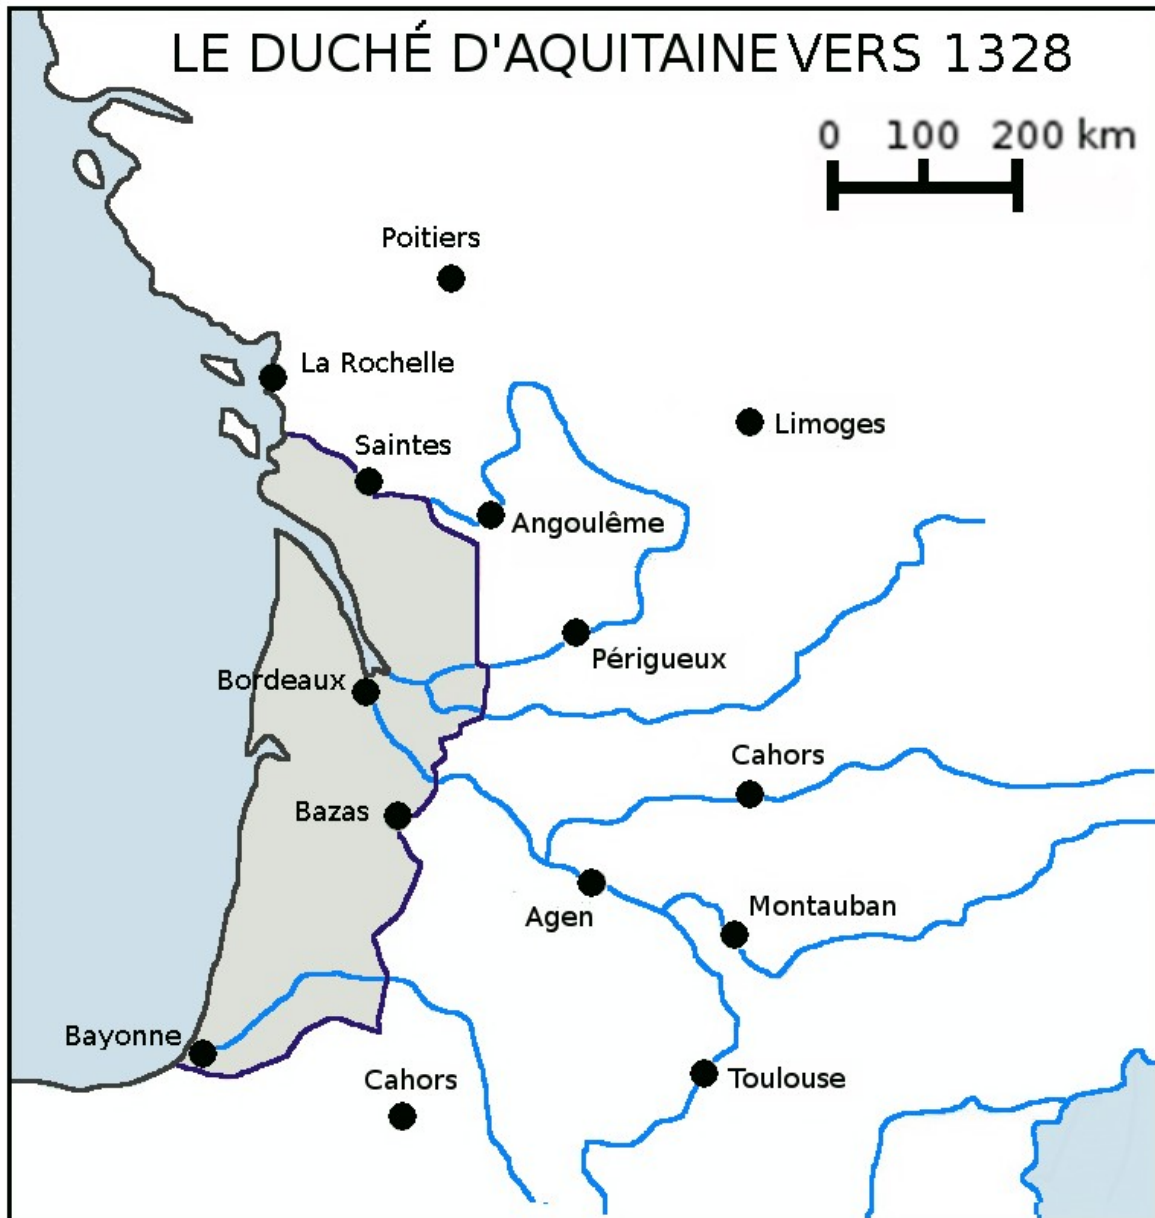 LE DUCHÉ D'AQUITAINE VERS 1328
0 100 200 km
Poitiers
La Rochelle
Limoges
Saintes
Angoulême
Périgueux
Bordeaux
Cahors
Bazas
Montauban
Agen
Bayonne
Cahors
Toulouse